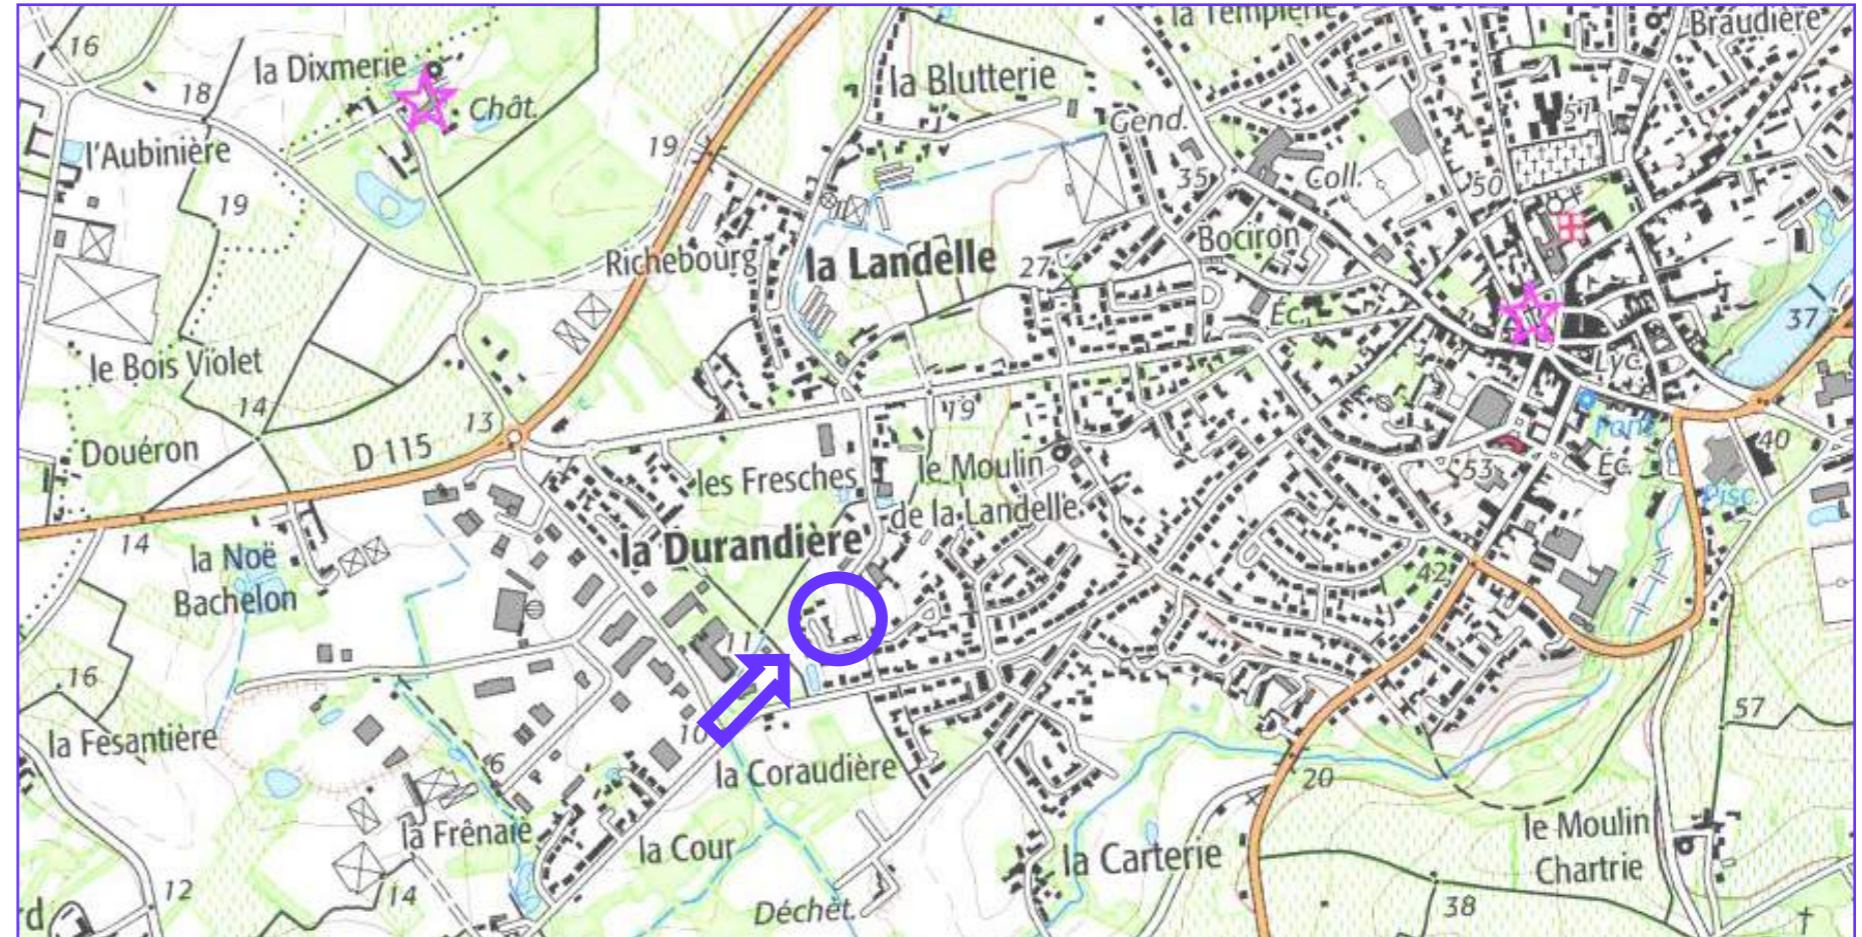 la Templerie
Braudière
16
la Dixmerie
Chât.
la Blutterie
18
51
Gend.
19
l'Aubinière
35
Coll.
50
19
Bociron
Richebourg
la Landelle
27
Éc.
37
le Bois Violet
Lyc.
14
13
19
Font.
Douéron
D 115
40
les Fresches
le Moulin
de la Landelle
53
Éc.
Pisc.
14
la Noë
Bachelon
la Durandière
42
11
16
57
la Fesantière
10
6
la Coraudière
20
la Frênaie
la Cour
la Carterie
le Moulin
Chartrie
12
14
Déchèt.
38
d